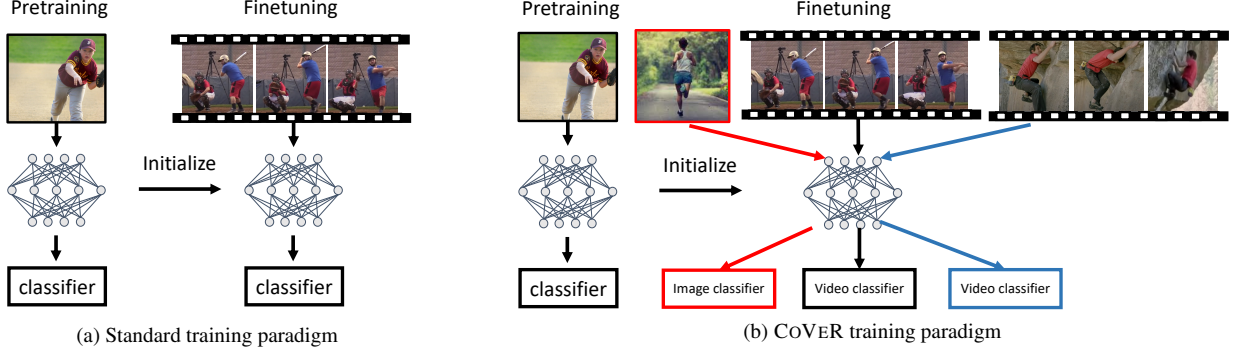 Pretraining
Finetuning
Initialize
classifier
classifier
(a) Standard training paradigm
Pretraining
Finetuning
Initialize
classifier
Image classifier
Video classifier
Video classifier
(b) COVER training paradigm